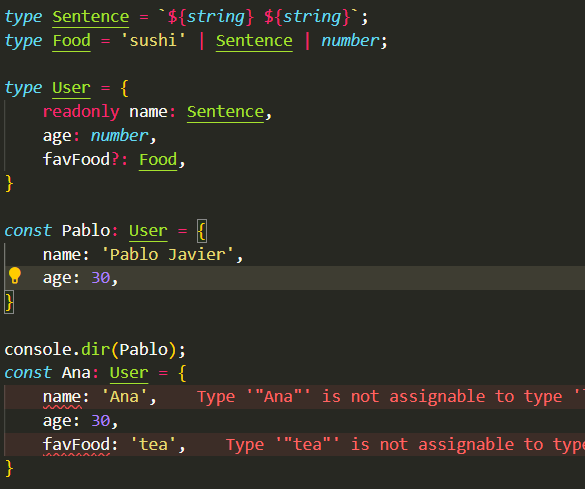 type Sentence = `${string} ${string}`;
type Food = 'sushi' | Sentence | number;
type User = {
readonly name: Sentence,
age: number,
favFood?: Food,
}
const Pablo: User = {
name: 'Pablo Javier',
age: 30,
}
console.dir(Pablo);
const Ana: User = {
name: 'Ana', Type '"Ana"' is not assignable to type '`
age: 30,
favFood: 'tea', Type '"tea"' is not assignable to type
}